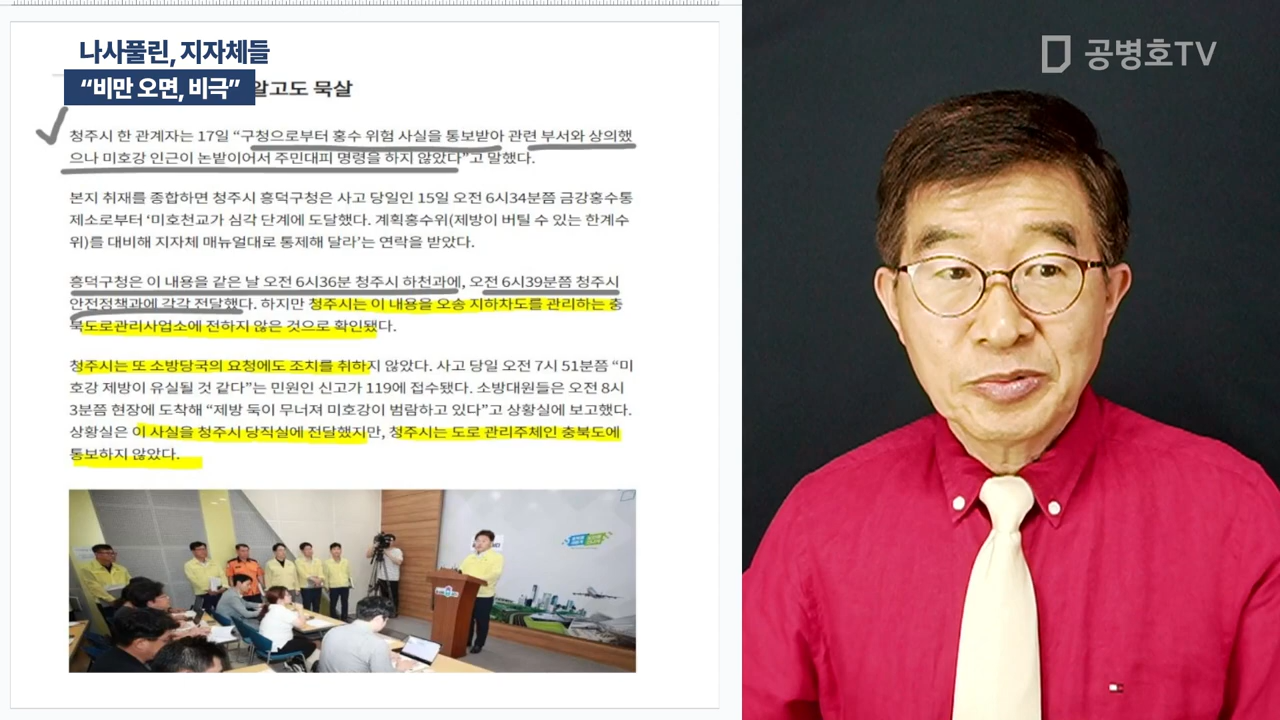 나사풀린, 지자체들
“비만 오면, 비극”
알고도 묵살
공병호TV
청주시 한 관계자는 17일 “구청으로부터 홍수 위험 사실을 통보받아 관련 부서와 상의했
으나 미호강 인근이 논밭이어서 주민대피 명령을 하지 않았다”고 말했다.
본지 취재를 종합하면 청주시 흥덕구청은 사고 당일인 15일 오전 6시34분쯤 금강홍수통
제소로부터 ‘미호천교가 심각 단계에 도달했다. 계획홍수위(제방이 버틸 수 있는 한계수
위)를 대비해 지자체 매뉴얼대로 통제해 달라’는 연락을 받았다.
흥덕구청은 이 내용을 같은 날 오전 6시36분 청주시 하천과에, 오전 6시39분쯤 청주시
안전정책과에 각각 전달했다. 하지만 청주시는 이 내용을 오송 지하차도를 관리하는 충
북도로관리사업소에 전하지 않은 것으로 확인됐다.
청주시는 또 소방당국의 요청에도 조치를 취하지 않았다. 사고 당일 오전 7시 51분쯤 “미
호강 제방이 유실될 것 같다”는 민원인 신고가 119에 접수됐다. 소방대원들은 오전 8시
3분쯤 현장에 도착해 “제방 둑이 무너져 미호강이 범람하고 있다”고 상황실에 보고했다.
상황실은 이 사실을 청주시 당직실에 전달했지만, 청주시는 도로 관리주체인 충북도에
통보하지 않았다.